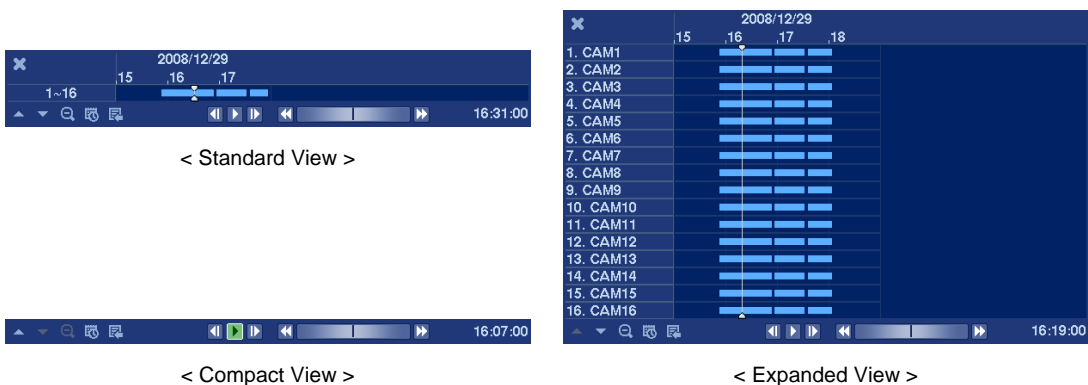 2008/12/29
15 16 17
1~16
16:31:00
< Standard View >
16:07:00
< Compact View >
2008/12/29
15 16 17 18
1. CAM1
2. CAM2
3. CAM3
4. CAM4
5. CAM5
6. CAM6
7. CAM7
8. CAM8
9. CAM9
10. CAM10
11. CAM11
12. CAM12
13. CAM13
14. CAM14
15. CAM15
16. CAM16
16:19:00
< Expanded View >